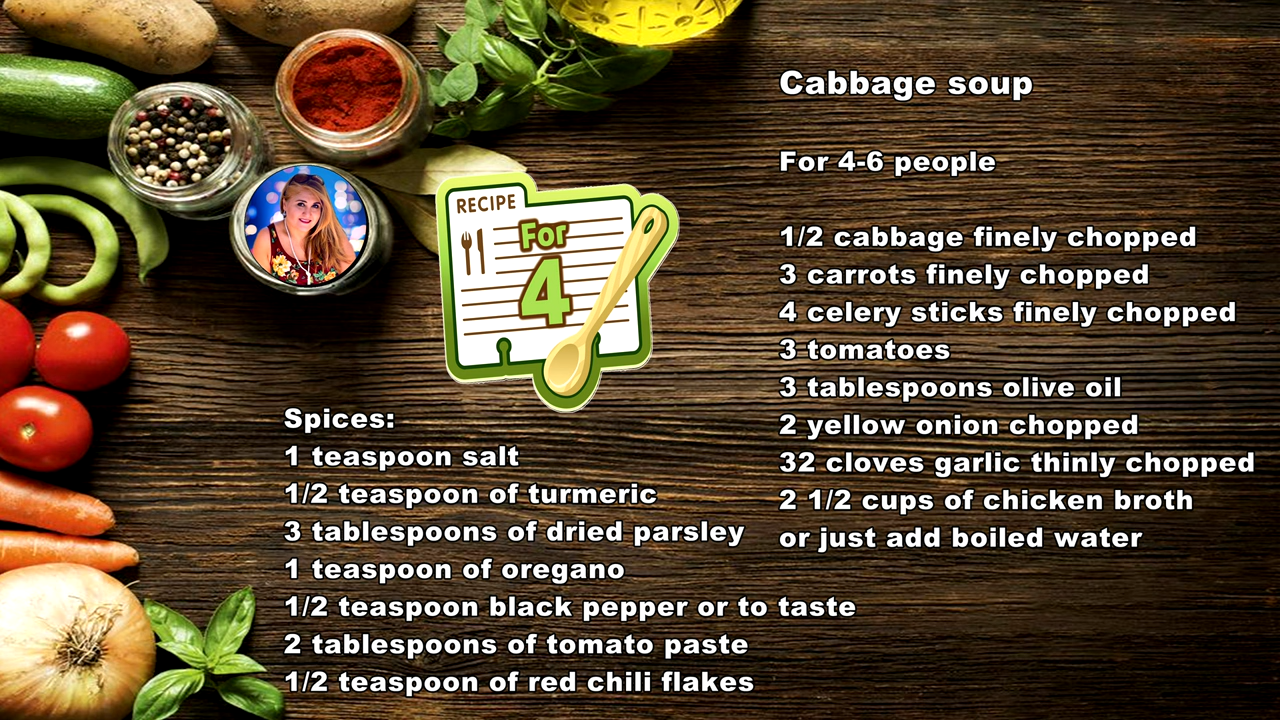 Cabbage soup
For 4-6 people
1/2 cabbage finely chopped
3 carrots finely chopped
4 celery sticks finely chopped
3 tomatoes
3 tablespoons olive oil
2 yellow onion chopped
32 cloves garlic thinly chopped
2 1/2 cups of chicken broth
or just add boiled water
RECIPE
For
4
Spices:
1 teaspoon salt
1/2 teaspoon of turmeric
3 tablespoons of dried parsley
1 teaspoon of oregano
1/2 teaspoon black pepper or to taste
2 tablespoons of tomato paste
1/2 teaspoon of red chili flakes